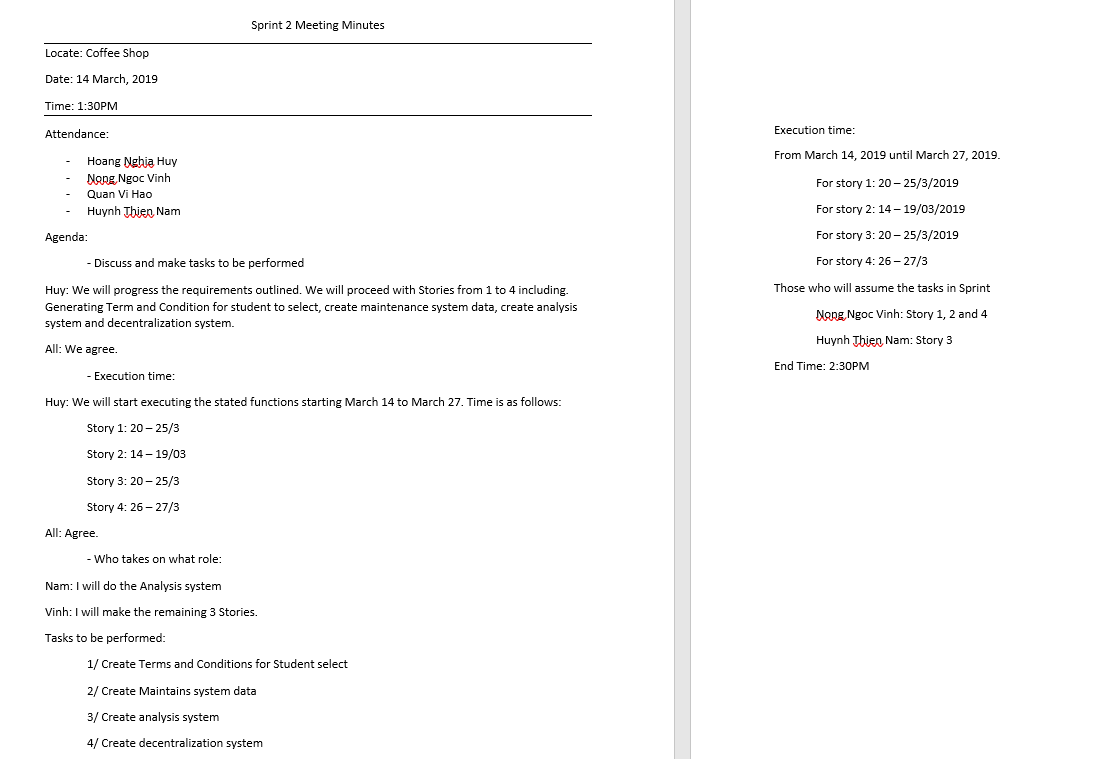 Sprint 2 Meeting Minutes
Locate: Coffee Shop
Date: 14 March, 2019
Time: 1:30PM
Attendance:
- Hoang Nghia Huy
- Nong Ngoc Vinh
- Quan Vi Hao
- Huynh Thien Nam
Agenda:
- Discuss and make tasks to be performed
Huy: We will progress the requirements outlined. We will proceed with Stories from 1 to 4 including.
Generating Term and Condition for student to select, create maintenance system data, create analysis
system and decentralization system.
All: We agree.
- Execution time:
Huy: We will start executing the stated functions starting March 14 to March 27. Time is as follows:
Story 1: 20 – 25/3
Story 2: 14 – 19/03
Story 3: 20 – 25/3
Story 4: 26 – 27/3
All: Agree.
- Who takes on what role:
Nam: I will do the Analysis system
Vinh: I will make the remaining 3 Stories.
Tasks to be performed:
1/ Create Terms and Conditions for Student select
2/ Create Maintains system data
3/ Create analysis system
4/ Create decentralization system
Execution time:
From March 14, 2019 until March 27, 2019.
For story 1: 20 – 25/3/2019
For story 2: 14 – 19/03/2019
For story 3: 20 – 25/3/2019
For story 4: 26 – 27/3
Those who will assume the tasks in Sprint
Nong Ngoc Vinh: Story 1, 2 and 4
Huynh Thien Nam: Story 3
End Time: 2:30PM